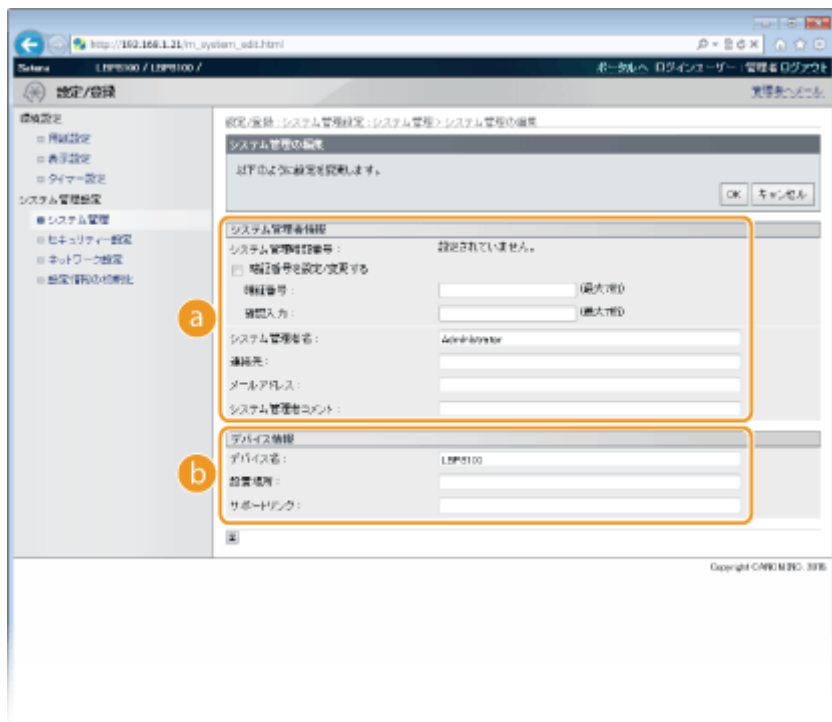 http://192.168.1.21/m_system_edit.html
Satera LBP8100 / LBP8100 / ポータルへ ログインユーザー: 管理者 ログアウト
設定/登録 管理者へメール
環境設定
用紙設定
表示設定
タイマー設定
システム管理設定
システム管理
セキュリティー設定
ネットワーク設定
設定情報の初期化
設定/登録 : システム管理設定 : システム管理 > システム管理の編集
システム管理の編集
以下のように設定を変更します。
OK キャンセル
a
システム管理者情報
システム管理暗証番号 : 設定されていません。
暗証番号を設定/変更する
暗証番号 : (最大7桁)
確認入力 : (最大7桁)
システム管理者名 : Administrator
連絡先 :
メールアドレス :
システム管理者コメント :
b
デバイス情報
デバイス名 : LBP8100
設置場所 :
サポートリンク :
Copyright CANON INC. 2015